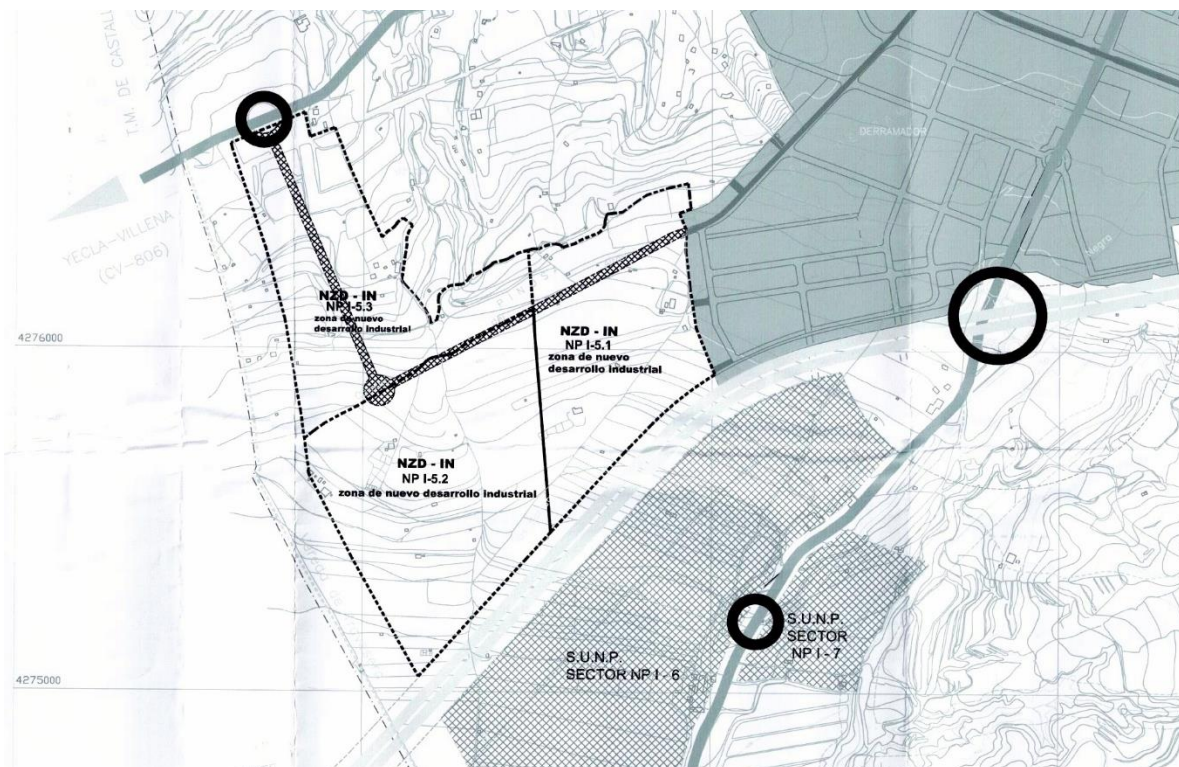 T.M. DE CASTALL
DERRAMADOR
YECLA-VILLENA
(CV-806)
Negre
NZD - IN
NP I-5.3
zona de nuevo
desarrollo industrial
NZD - IN
NP I-5.1
zona de nuevo
desarrollo industrial
4276000
NZD - IN
NP I-5.2
zona de nuevo desarrollo industrial
S.U.N.P.
SECTOR
NP I - 7
S.U.N.P.
SECTOR NP I - 6
4275000